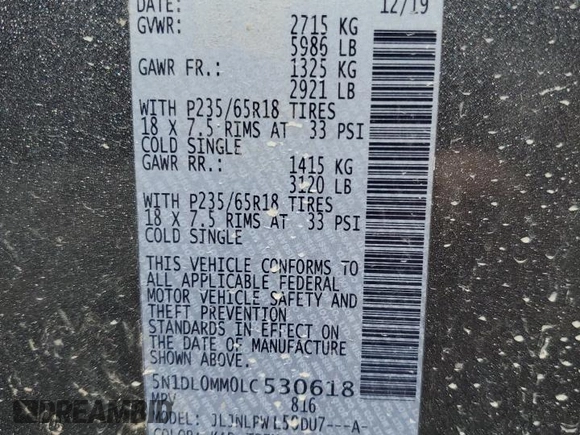 DATE: 12/19
GVWR: 2715 KG
5986 LB
GAWR FR.: 1325 KG
2921 LB
WITH P235/65R18 TIRES
18 X 7.5 RIMS AT 33 PSI
COLD SINGLE
GAWR RR.: 1415 KG
3120 LB
WITH P235/65R18 TIRES
18 X 7.5 RIMS AT 33 PSI
COLD SINGLE
THIS VEHICLE CONFORMS TO
ALL APPLICABLE FEDERAL
MOTOR VEHICLE SAFETY AND
THEFT PREVENTION
STANDARDS IN EFFECT ON
THE DATE OF MANUFACTURE
SHOWN ABOVE.
5N1DL0MM0LC530618
MPV 816
MODEL: